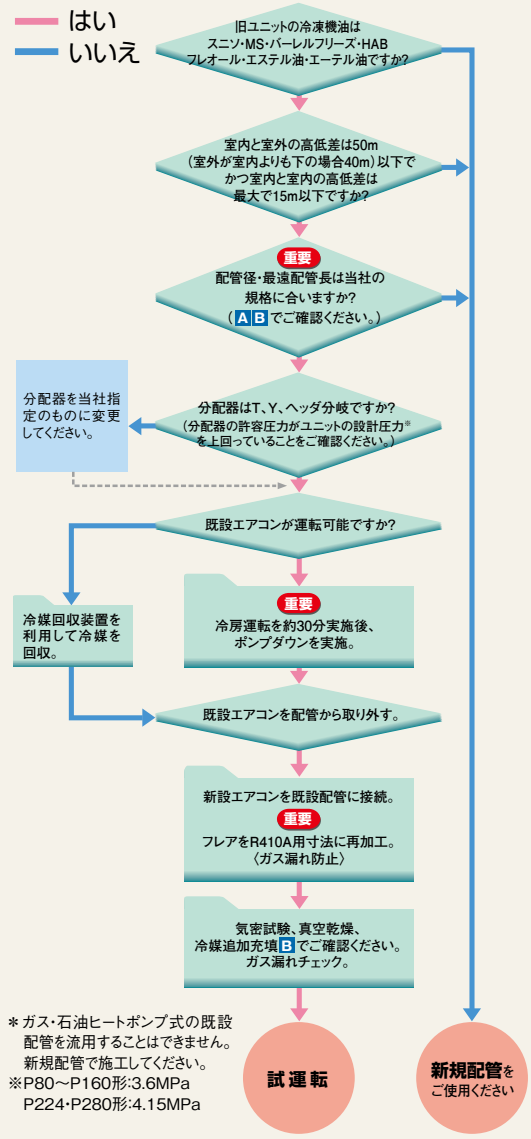 はい
いいえ
旧ユニットの冷凍機油は
スニソ・MS・バーレルフリーズ・HAB
フレオール・エステル油・エーテル油ですか?
室内と室外の高低差は50m
(室外が室内よりも下の場合40m)以下で
かつ室内と室内の高低差は
最大で15m以下ですか?
重要
配管径・最遠配管長は当社の
規格に合いますか?
(A B でご確認ください。)
分配器を当社指
定のものに変更
してください。
分配器はT、Y、ヘッダ分岐ですか?
(分配器の許容圧力がユニットの設計圧力※
を上回っていることをご確認ください。)
既設エアコンが運転可能ですか?
冷媒回収装置を
利用して冷媒を
回収。
重要
冷房運転を約30分実施後、
ポンプダウンを実施。
既設エアコンを配管から取り外す。
新設エアコンを既設配管に接続。
重要
フレアをR410A用寸法に再加工。
〈ガス漏れ防止〉
気密試験、真空乾燥、
冷媒追加充填 B でご確認ください。
ガス漏れチェック。
試運転
新規配管を
ご使用ください
＊ガス・石油ヒートポンプ式の既設
配管を流用することはできません。
新規配管で施工してください。
※P80〜P160形:3.6MPa
P224・P280形:4.15MPa